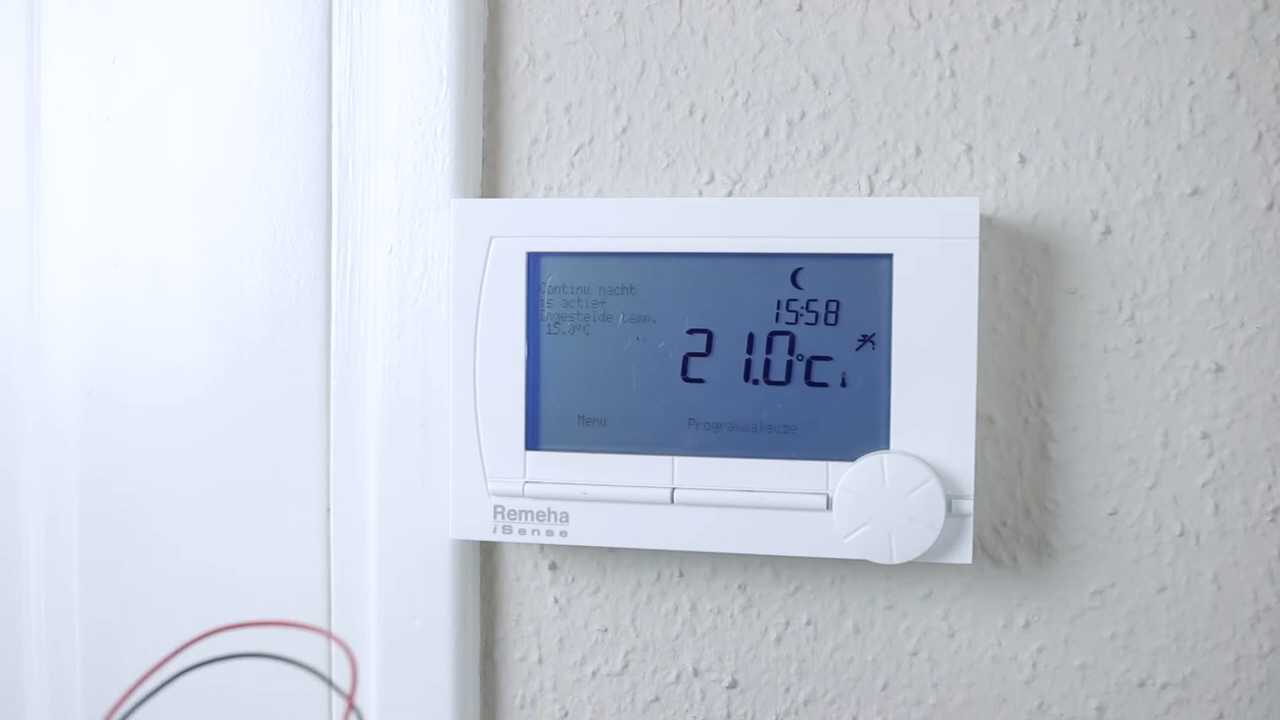 Continu nacht
is actief
Ingestelde temp.
15.0°C
15:58
21.0°C
Menu
Programmakeuze
Remeha
iSense